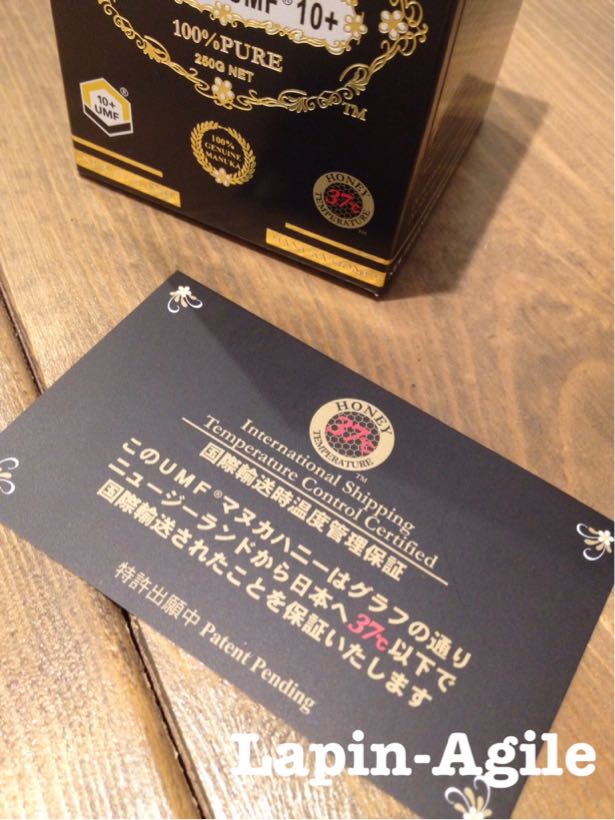 UMF® 10+
100%PURE
250G NET
TM
10+
UMF
®
100%
GENUINE
MANUKA
HONEY
37℃
TEMPERATURE
TM
HONEY
37℃
TEMPERATURE
TM
International Shipping
Temperature Control Certified
国際輸送時温度管理保証
このUMF®マヌカハニーはグラフの通り
ニュージーランドから日本へ37℃以下で
国際輸送されたことを保証いたします
特許出願中 Patent Pending
Lapin-Agile